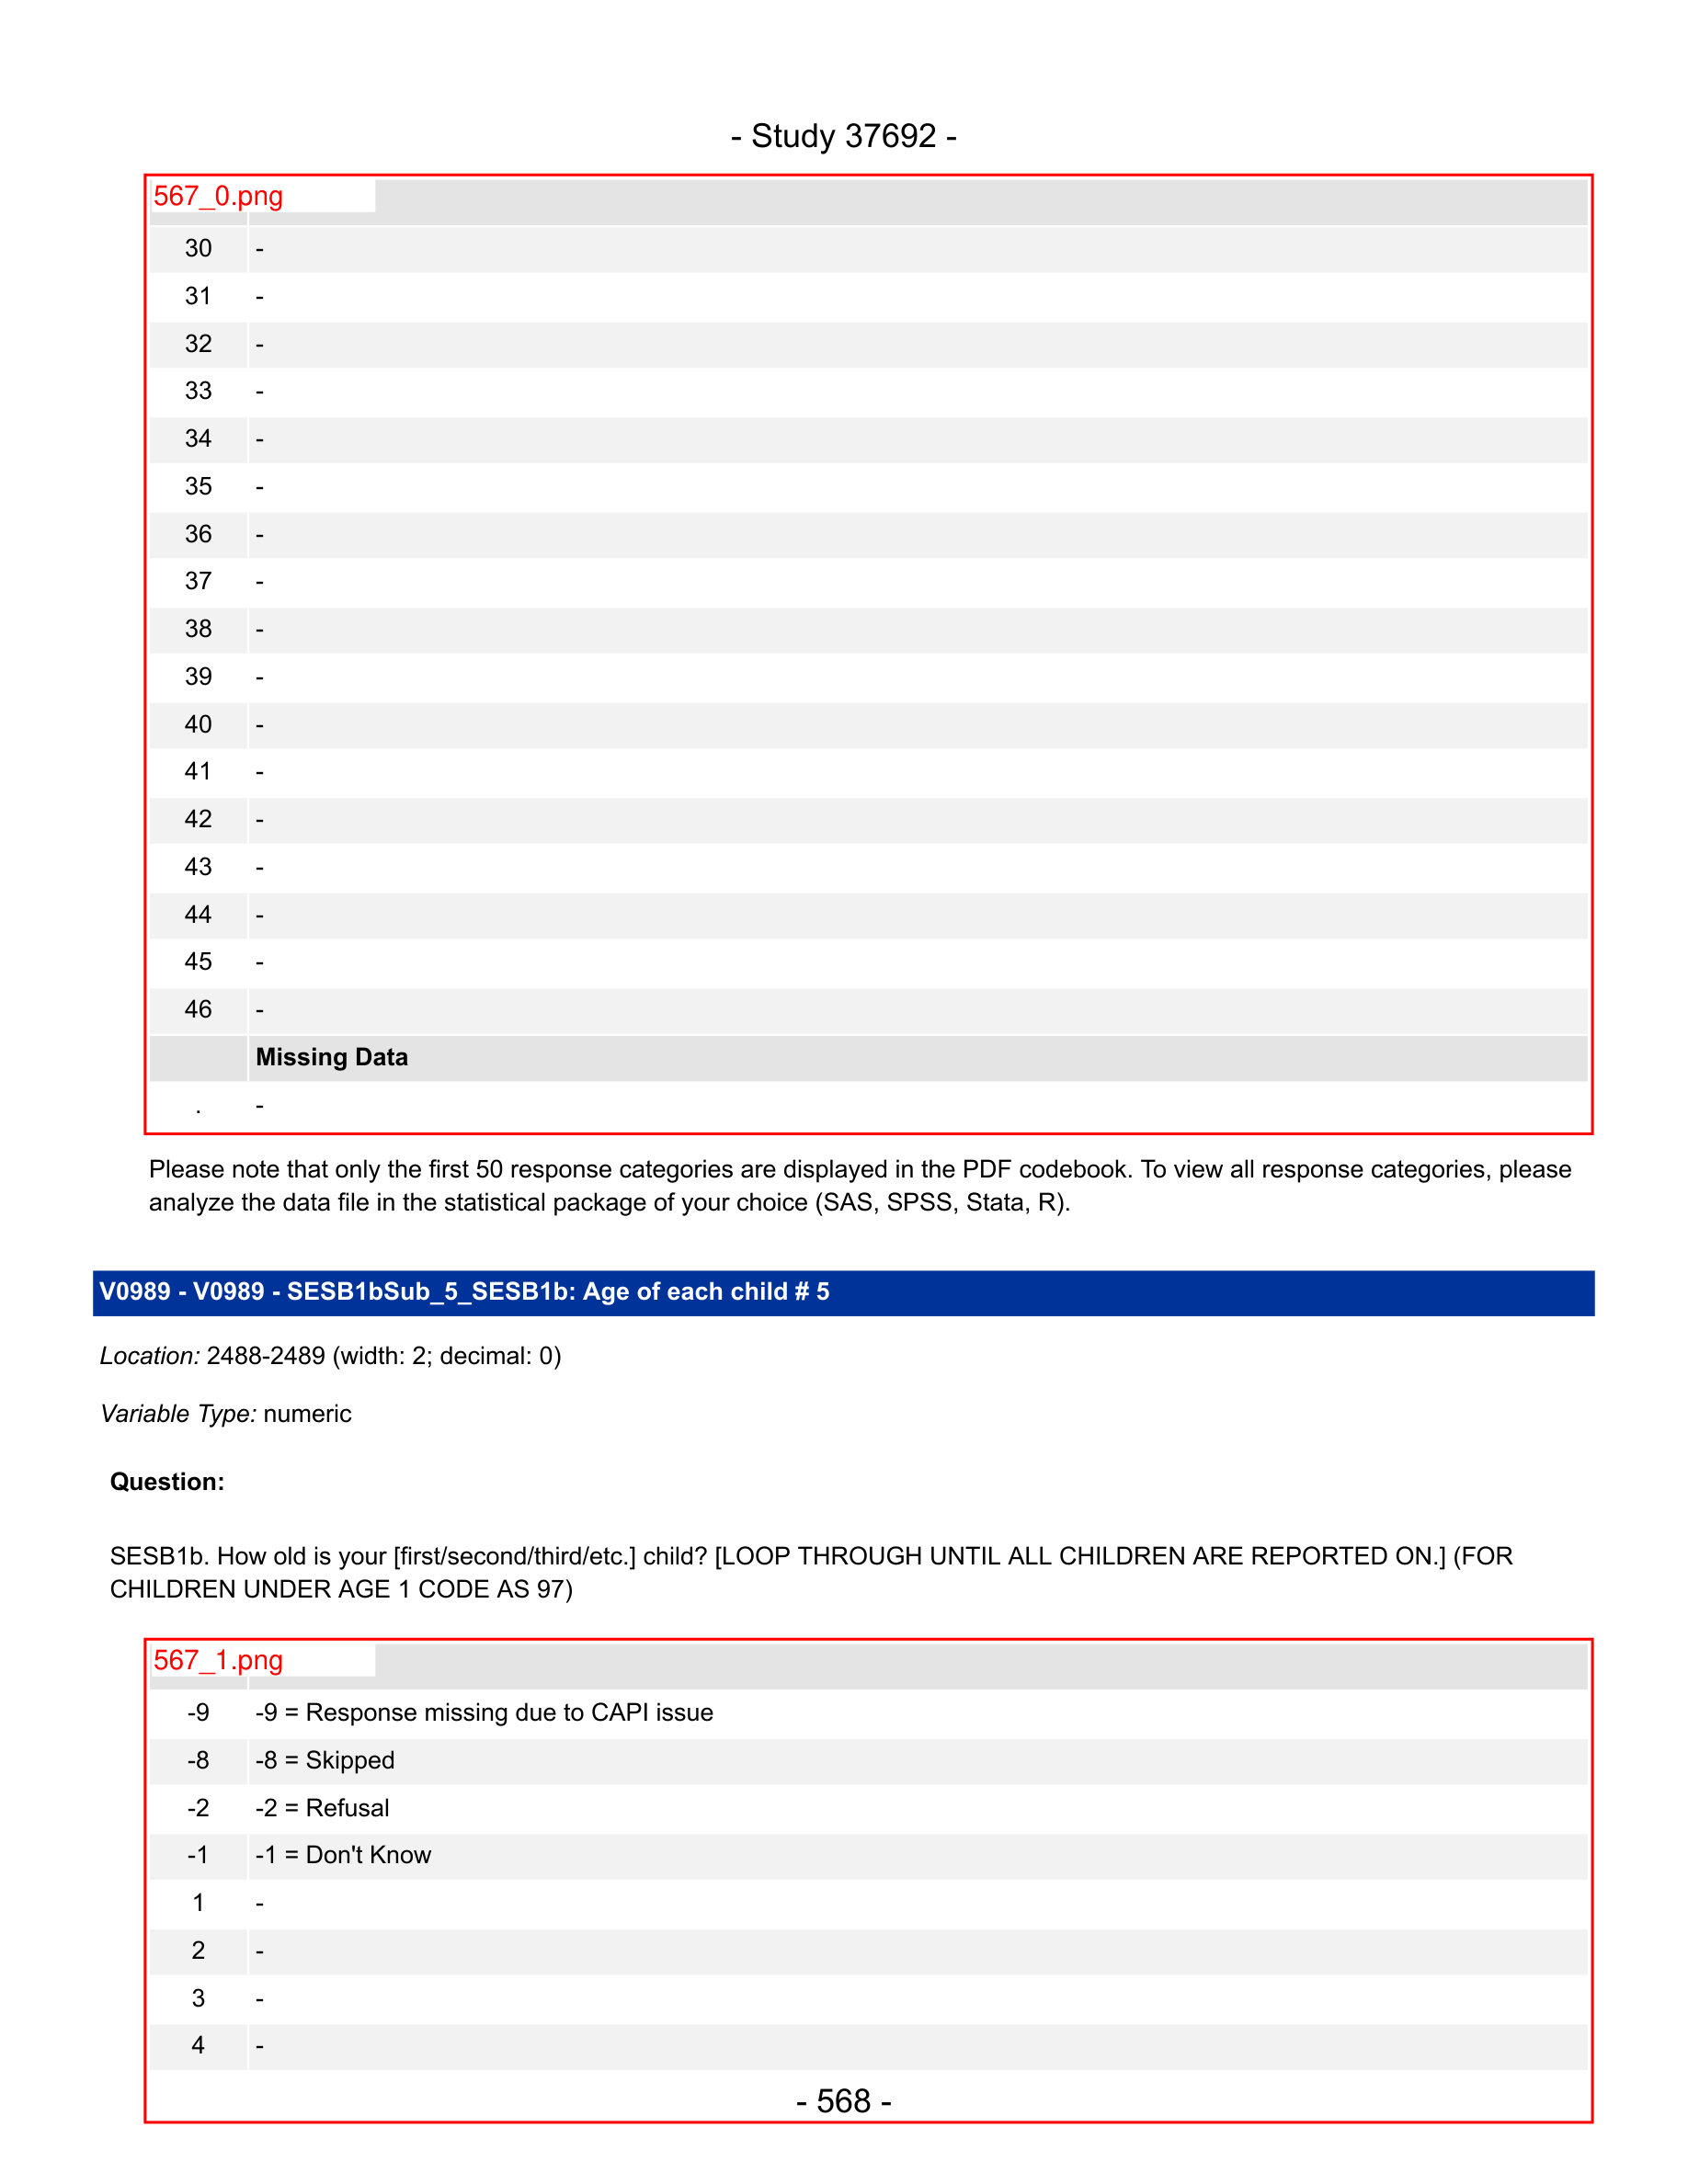 - Study 37692 -
567_0.png
30 -
31 -
32 -
33 -
34 -
35 -
36 -
37 -
38 -
39 -
40 -
41 -
42 -
43 -
44 -
45 -
46 -
Missing Data
. -
Please note that only the first 50 response categories are displayed in the PDF codebook. To view all response categories, please
analyze the data file in the statistical package of your choice (SAS, SPSS, Stata, R).
V0989 - V0989 - SESB1bSub_5_SESB1b: Age of each child # 5
Location: 2488-2489 (width: 2; decimal: 0)
Variable Type: numeric
Question:
SESB1b. How old is your [first/second/third/etc.] child? [LOOP THROUGH UNTIL ALL CHILDREN ARE REPORTED ON.] (FOR
CHILDREN UNDER AGE 1 CODE AS 97)
567_1.png
-9 -9 = Response missing due to CAPI issue
-8 -8 = Skipped
-2 -2 = Refusal
-1 -1 = Don't Know
1 -
2 -
3 -
4 -
- 568 -